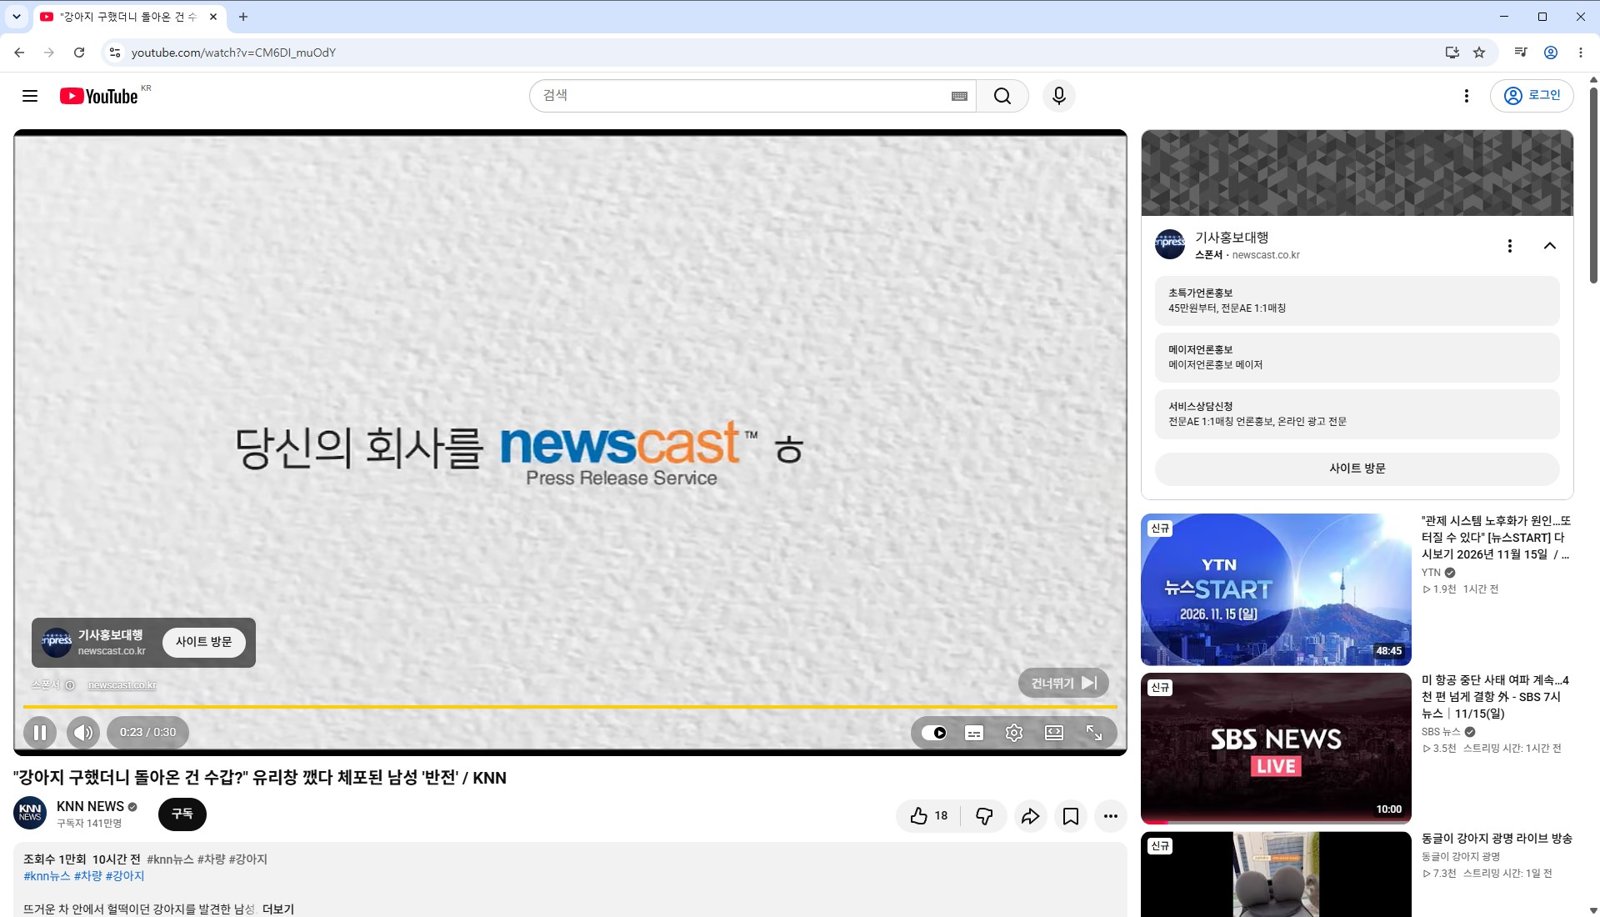 "강아지 구했더니 돌아온 건 수
youtube.com/watch?v=CM6DI_muOdY
YouTube KR
검색
로그인
당신의 회사를 newscast™ ㅎ
Press Release Service
기사홍보대행
newscast.co.kr
사이트 방문
스폰서
newscast.co.kr
건너뛰기
0:23 / 0:30
"강아지 구했더니 돌아온 건 수갑?" 유리창 깼다 체포된 남성 '반전' / KNN
KNN NEWS
KNN NEWS
구독자 141만명
구독
18
조회수 1만회 10시간 전 #knn뉴스 #차량 #강아지
#knn뉴스 #차량 #강아지
뜨거운 차 안에서 헐떡이던 강아지를 발견한 남성. 더보기
npress
기사홍보대행
스폰서 · newscast.co.kr
초특가언론홍보
45만원부터, 전문AE 1:1매칭
메이저언론홍보
메이저언론홍보 메이저
서비스상담신청
전문AE 1:1매칭 언론홍보, 온라인 광고 전문
사이트 방문
신규
YTN
뉴스START
2026. 11. 15 (일)
48:45
"관제 시스템 노후화가 원인...또
터질 수 있다" [뉴스START] 다
시보기 2026년 11월 15일 / ...
YTN
1.9천 1시간 전
신규
SBS NEWS
LIVE
10:00
미 항공 중단 사태 여파 계속...4
천 편 넘게 결항 外 - SBS 7시
뉴스｜11/15(일)
SBS 뉴스
3.5천 스트리밍 시간: 1시간 전
신규
동글이 강아지 광명 라이브 방송
동글이 강아지 광명
7.3천 스트리밍 시간: 1일 전